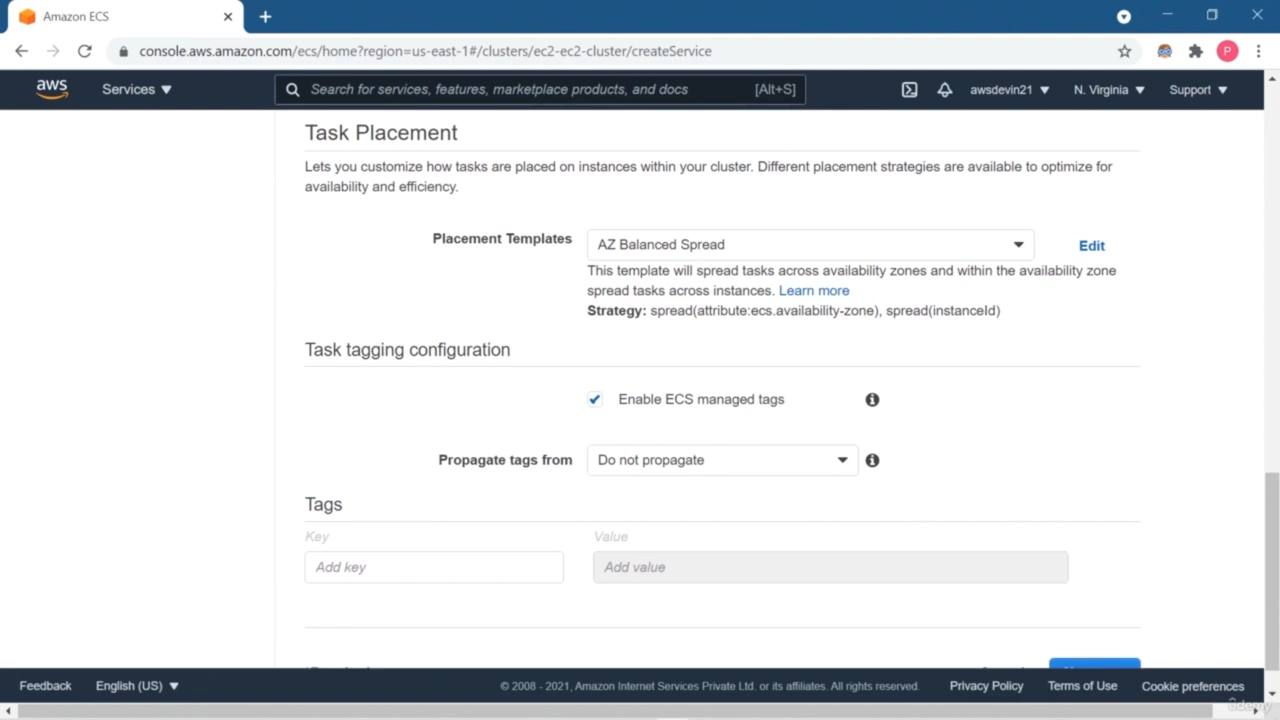 Amazon ECS
console.aws.amazon.com/ecs/home?region=us-east-1#/clusters/ec2-ec2-cluster/createService
P
aws Services Search for services, features, marketplace products, and docs [Alt+S] awsdevin21 N. Virginia Support
Task Placement
Lets you customize how tasks are placed on instances within your cluster. Different placement strategies are available to optimize for
availability and efficiency.
Placement Templates AZ Balanced Spread Edit
This template will spread tasks across availability zones and within the availability zone
spread tasks across instances. Learn more
Strategy: spread(attribute:ecs.availability-zone), spread(instanceId)
Task tagging configuration
Enable ECS managed tags
Propagate tags from Do not propagate
Tags
Key Value
Add key Add value
Feedback English (US) © 2008 - 2021, Amazon Internet Services Private Ltd. or its affiliates. All rights reserved. Privacy Policy Terms of Use Cookie preferences
Udemy